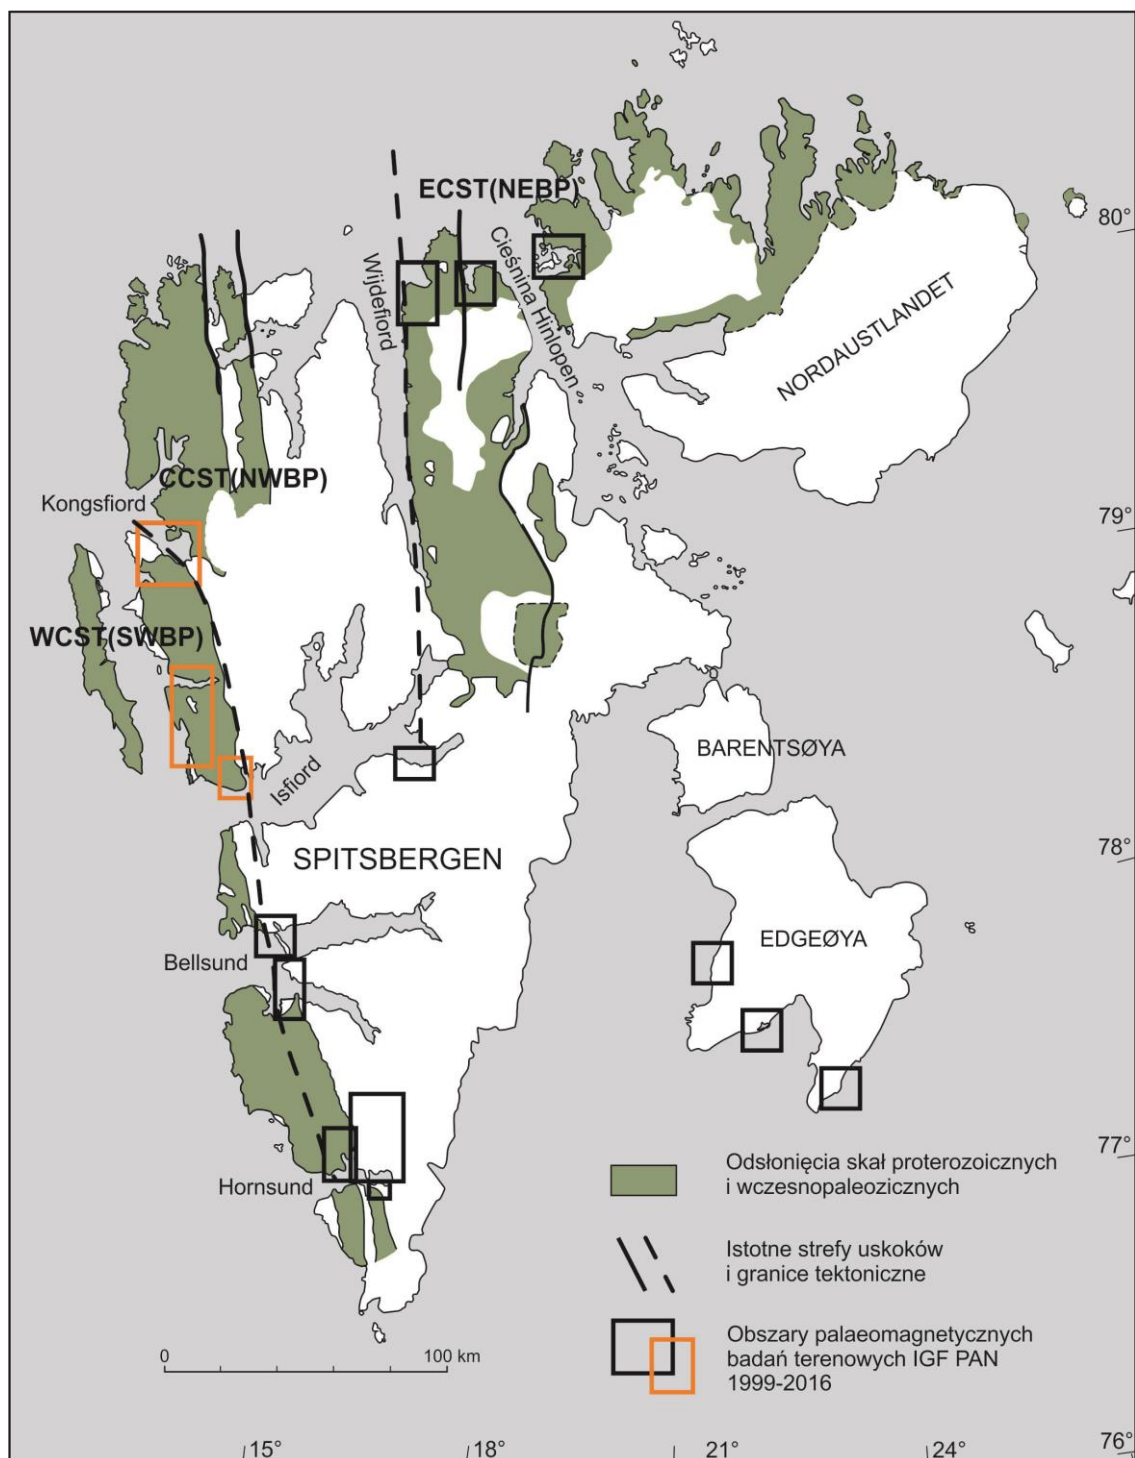 ECST(NEBP)
80°
Wijdefiord
Cieśnina Hinlopen
NORDAUSTLANDET
CCST(NWBP)
Kongsfiord
79°
WCST(SWBP)
BARENTSØYA
Isfiord
SPITSBERGEN
78°
EDGEØYA
Bellsund
77°
Hornsund
Odsłonięcia skał proterozoicznych
i wczesnopaleozicznych
Istotne strefy uskoków
i granice tektoniczne
Obszary palaeomagnetycznych
badań terenowych IGF PAN
1999-2016
0 100 km
15° 18° 21° 24° 76°